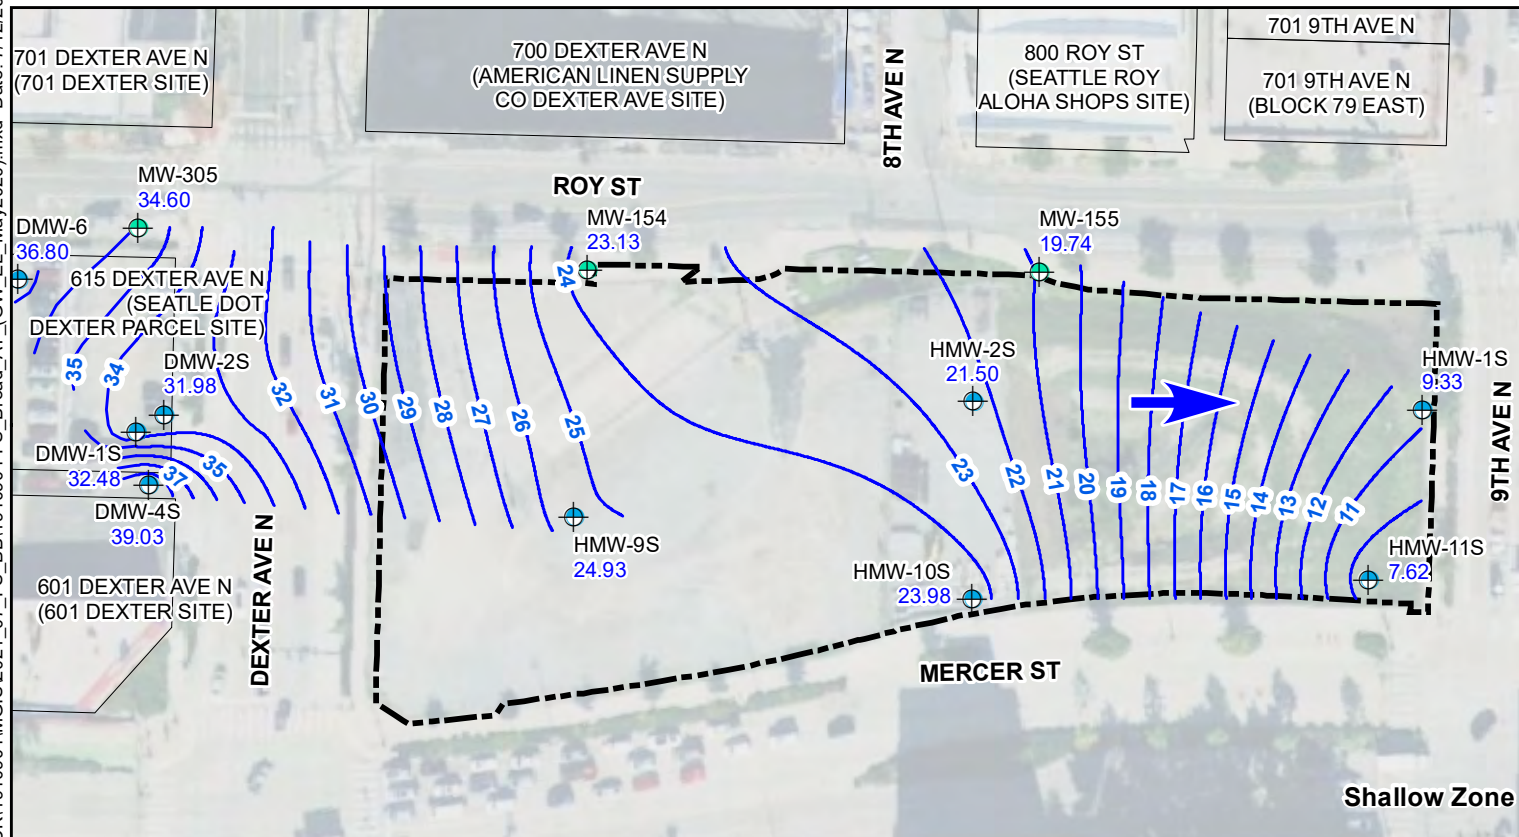 701 DEXTER AVE N
(701 DEXTER SITE)
700 DEXTER AVE N
(AMERICAN LINEN SUPPLY
CO DEXTER AVE SITE)
8TH AVE N
800 ROY ST
(SEATTLE ROY
ALOHA SHOPS SITE)
701 9TH AVE N
701 9TH AVE N
(BLOCK 79 EAST)
MW-305
34.60
ROY ST
DMW-6
36.80
MW-154
23.13
MW-155
19.74
615 DEXTER AVE N
(SEATLE DOT
DEXTER PARCEL SITE)
24
DMW-2S
31.98
HMW-2S
21.50
HMW-1S
9.33
35
34
32
31
30
29
28
27
26
25
9TH AVE N
DMW-1S
32.48
37
35
23
22
21
20
19
18
17
16
15
14
13
12
11
DMW-4S
39.03
HMW-9S
24.93
HMW-10S
23.98
HMW-11S
7.62
601 DEXTER AVE N
(601 DEXTER SITE)
DEXTER AVE N
MERCER ST
Shallow Zone